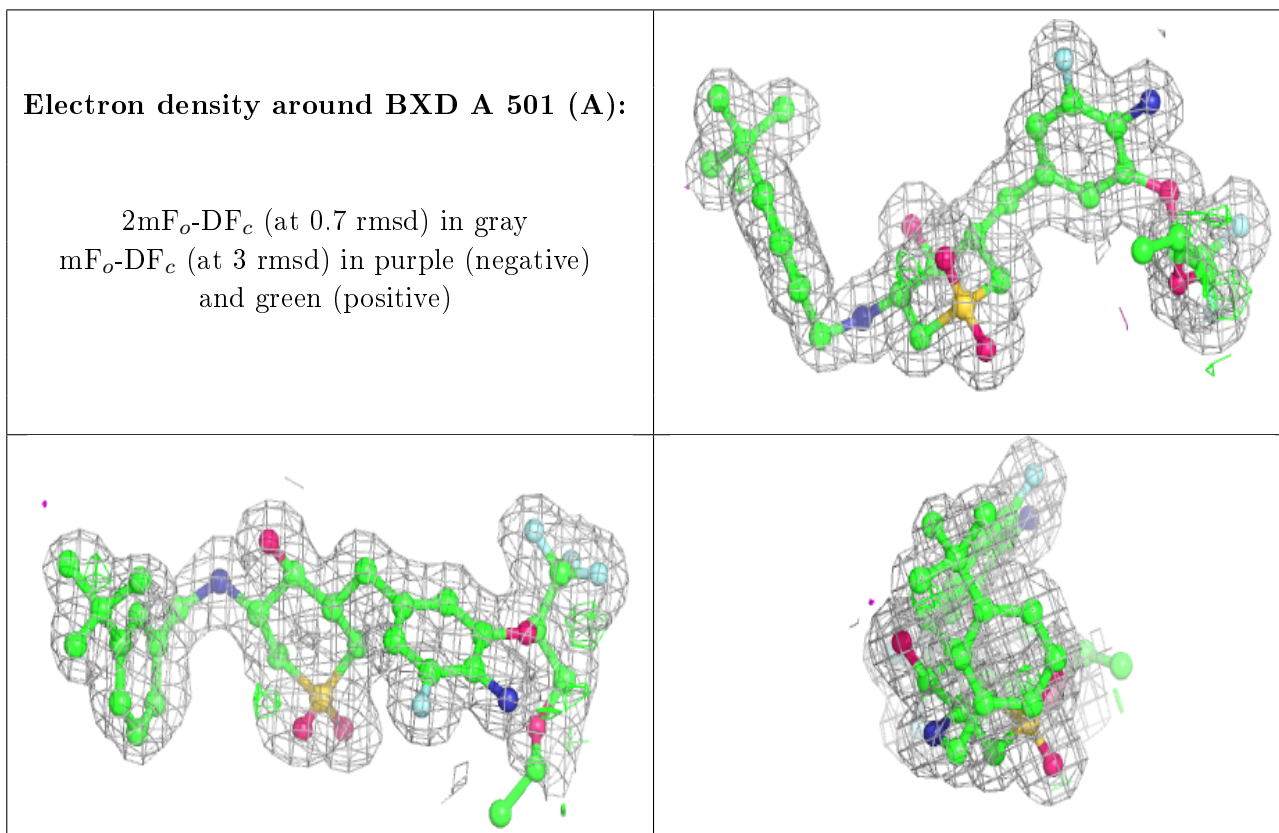 Electron density around BXD A 501 (A):
2mFo-DFc (at 0.7 rmsd) in gray
mFo-DFc (at 3 rmsd) in purple (negative)
and green (positive)